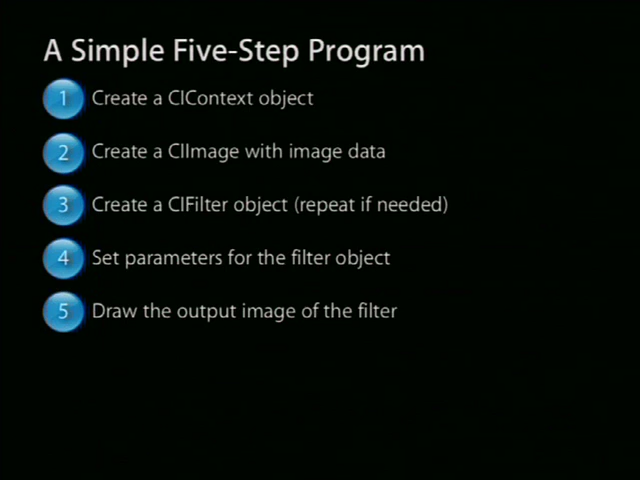 A Simple Five-Step Program
1 Create a CIContext object
2 Create a CIImage with image data
3 Create a CIFilter object (repeat if needed)
4 Set parameters for the filter object
5 Draw the output image of the filter